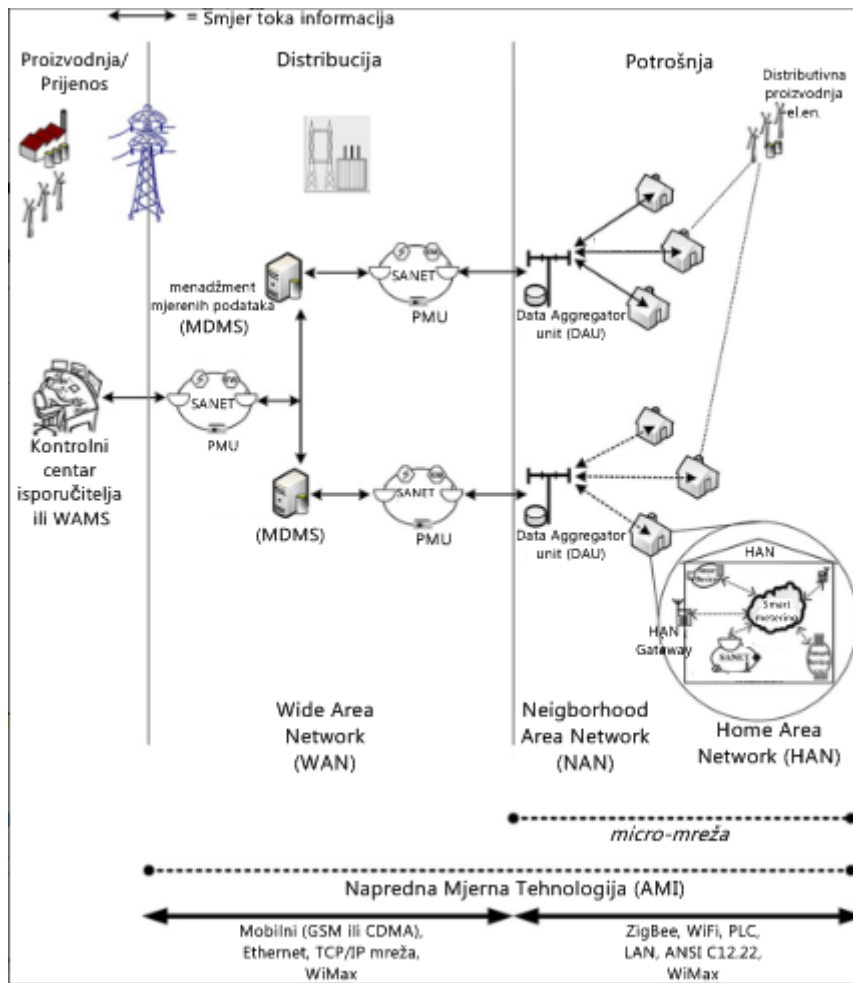 = Smjer toka informacija
Proizvodnja/
Prijenos
Distribucija
Potrošnja
Distributivna
proizvodnja
el.en.
menadžment
mjerenih podataka
(MDMS)
SANET
PMU
Data Aggregator
unit (DAU)
SANET
PMU
Kontrolni
centar
isporučitelja
ili WAMS
(MDMS)
SANET
PMU
Data Aggregator
unit (DAU)
HAN
Smart
metering
HAN
Gateway
SANET
Smart
Device
Wide Area
Network
(WAN)
Neigborhood
Area Network
(NAN)
Home Area
Network (HAN)
micro-mreža
Napredna Mjerna Tehnologija (AMI)
Mobilni (GSM ili CDMA),
Ethernet, TCP/IP mreža,
WiMax
ZigBee, WiFi, PLC,
LAN, ANSI C12.22,
WiMax